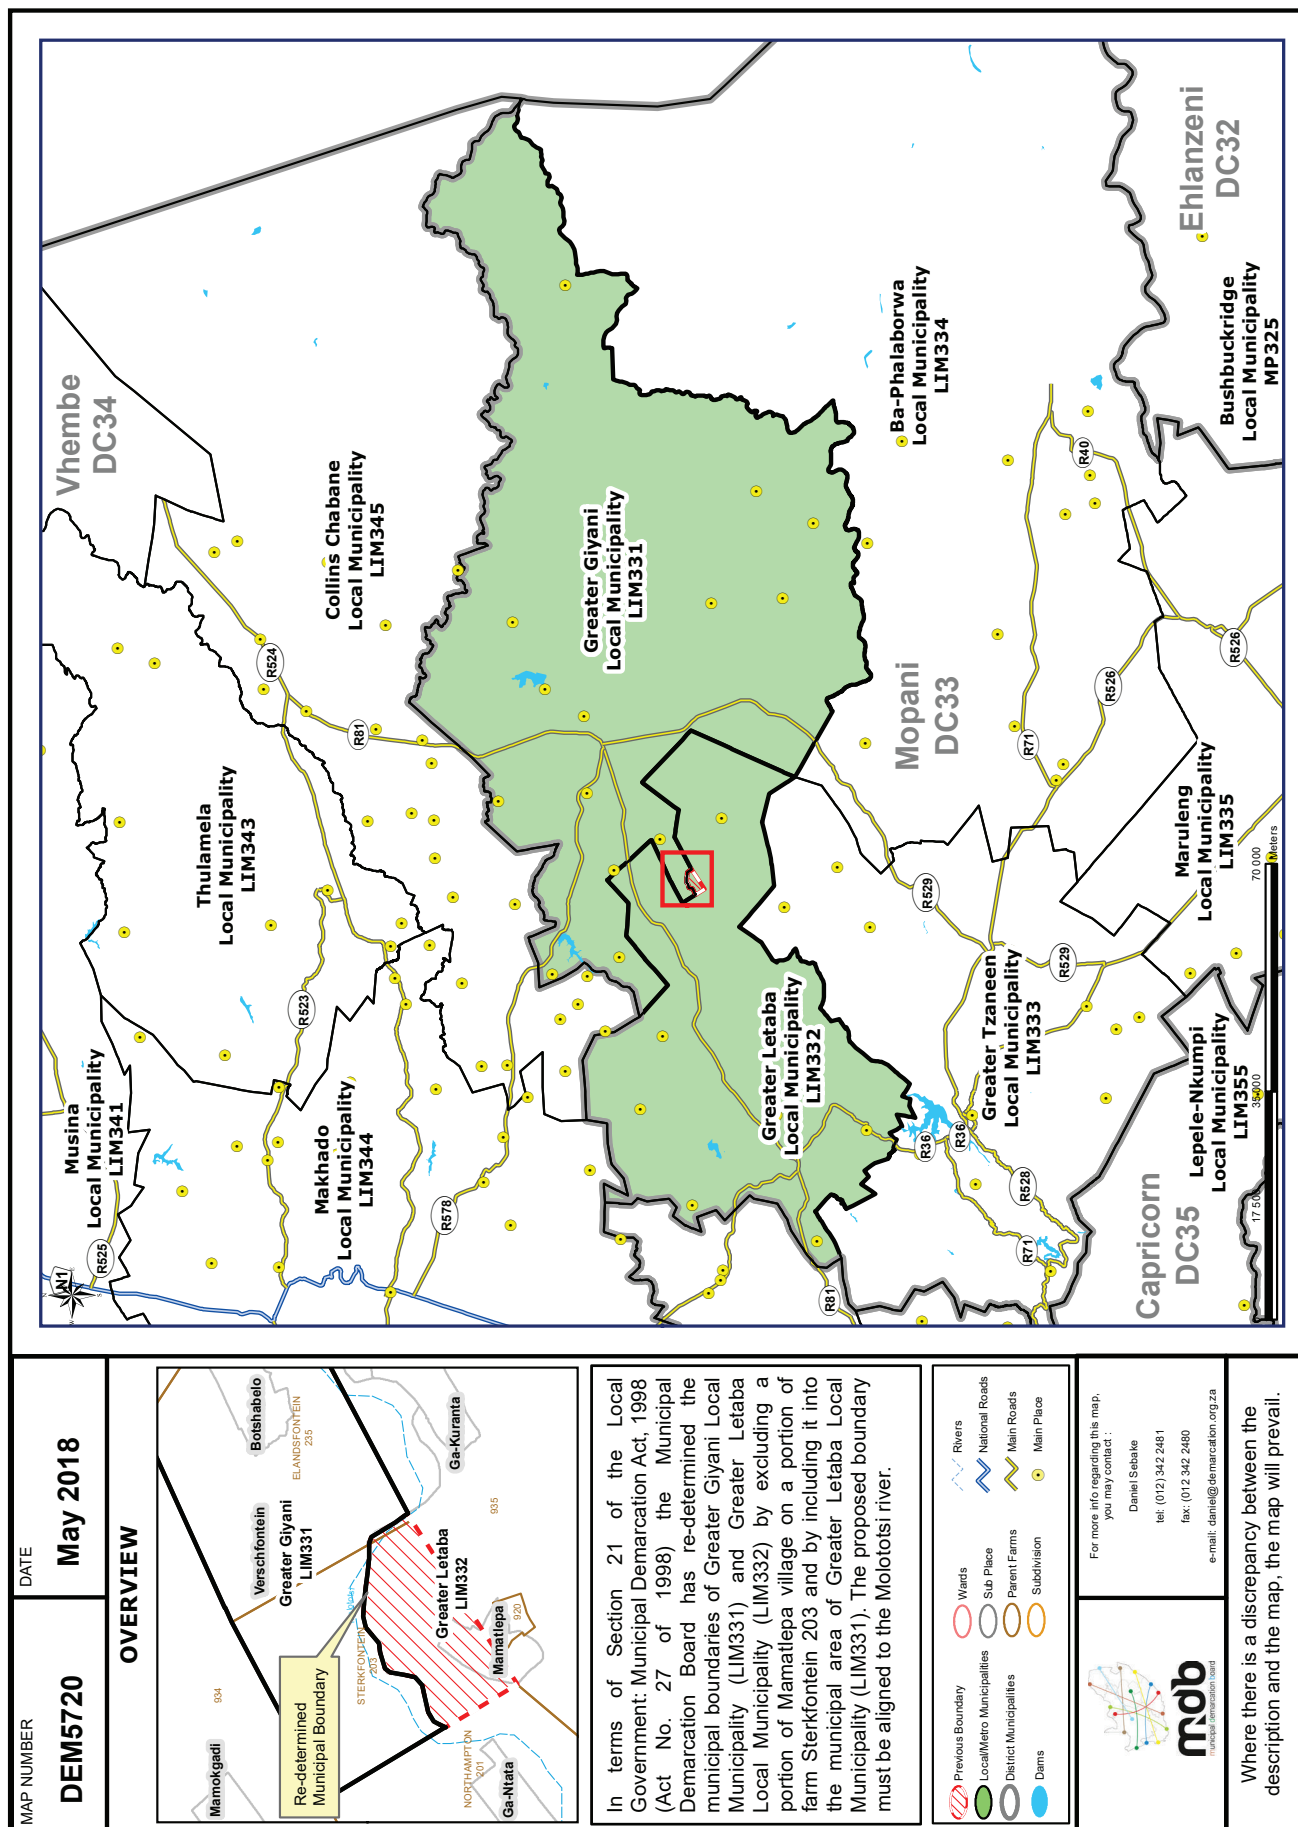 MAP NUMBER
DEM5720
DATE
May 2018
OVERVIEW
Mamokgadi
934
Re-determined
Municipal Boundary
STERKFONTEIN
203
Verschfontein
Greater Giyani
LIM331
ELANDSFONTEIN
235
Botshabelo
Ga-Kuranta
935
Greater Letaba
LIM332
Mamatlepa
920
NORTHAMPTON
201
Ga-Ntata
In terms of Section 21 of the Local
Government: Municipal Demarcation Act, 1998
(Act No. 27 of 1998) the Municipal
Demarcation Board has re-determined the
municipal boundaries of Greater Giyani Local
Municipality (LIM331) and Greater Letaba
Local Municipality (LIM332) by excluding a
portion of Mamatlepa village on a portion of
farm Sterkfontein 203 and by including it into
the municipal area of Greater Letaba Local
Municipality (LIM331). The proposed boundary
must be aligned to the Molototsi river.
Previous Boundary
Local/Metro Municipalities
District Municipalities
Dams
Wards
Sub Place
Parent Farms
Subdivision
Rivers
National Roads
Main Roads
Main Place
mdb
municipal demarcation board
For more info regarding this map,
you may contact :
Daniel Sebake
tel: (012) 342 2481
fax: (012 342 2480
e-mail: daniel@demarcation.org.za
Where there is a discrepancy between the
description and the map, the map will prevail.
N1
N
E
S
W
R525
Musina
Local Municipality
LIM341
Thulamela
Local Municipality
LIM343
Vhembe
DC34
R523
R524
R81
Makhado
Local Municipality
LIM344
R578
Collins Chabane
Local Municipality
LIM345
Greater Giyani
Local Municipality
LIM331
Greater Letaba
Local Municipality
LIM332
R81
Mopani
DC33
Ba-Phalaborwa
Local Municipality
LIM334
R36
R36
R529
R529
Greater Tzaneen
Local Municipality
LIM333
R528
R71
R71
R526
R40
R526
Capricorn
DC35
Lepele-Nkumpi
Local Municipality
LIM355
Maruleng
Local Municipality
LIM335
Ehlanzeni
DC32
Bushbuckridge
Local Municipality
MP325
17 500
35 000
70 000
Meters